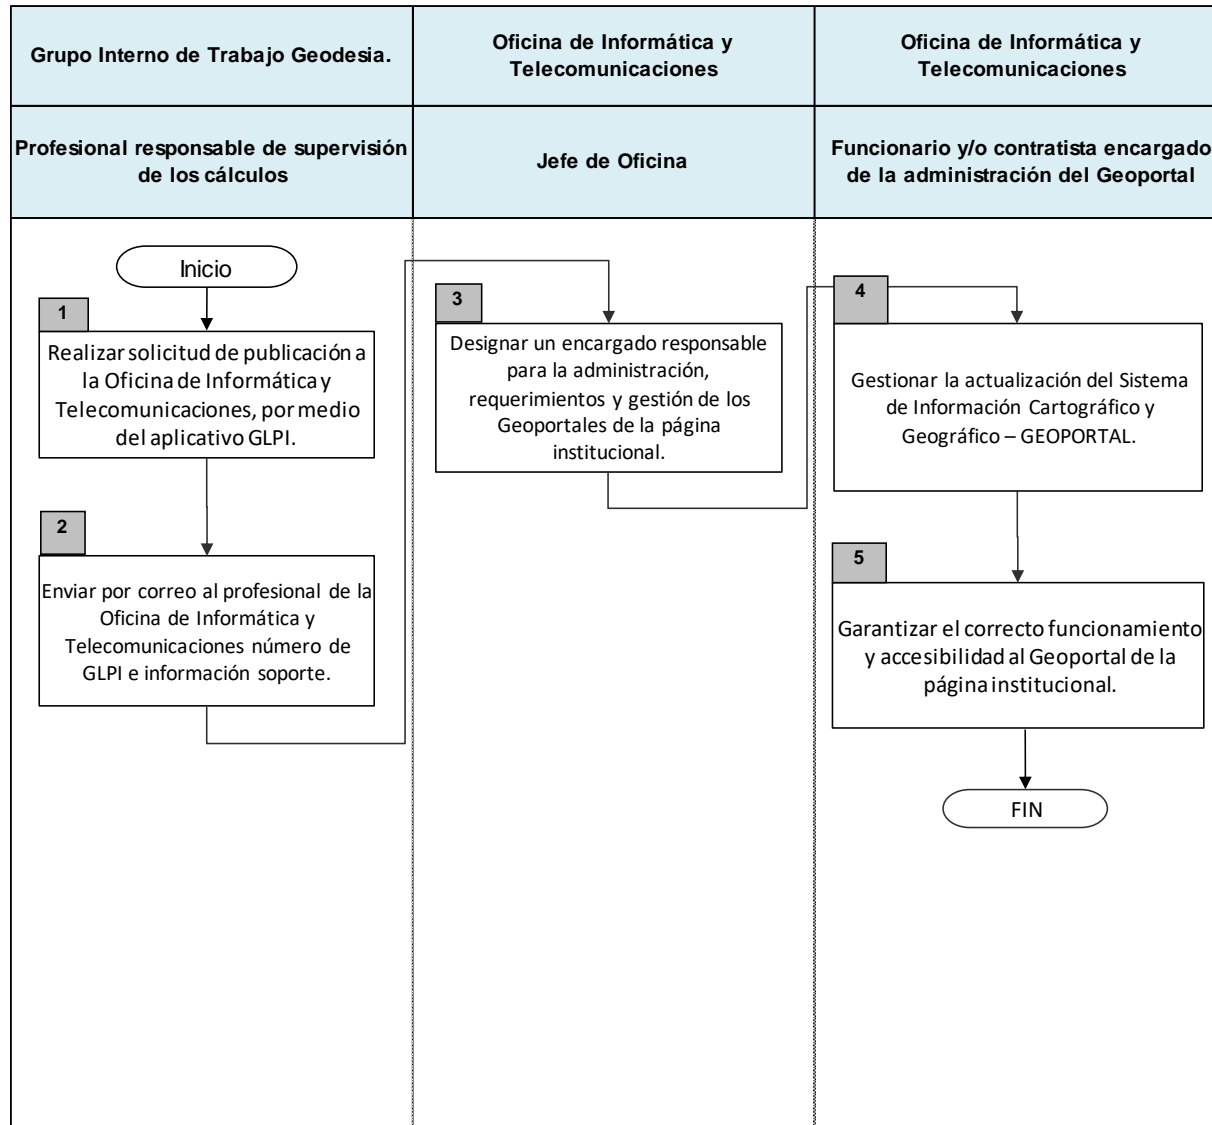 Grupo Interno de Trabajo Geodesia.
Oficina de Informática y
Telecomunicaciones
Oficina de Informática y
Telecomunicaciones
Profesional responsable de supervisión
de los cálculos
Jefe de Oficina
Funcionario y/o contratista encargado
de la administración del Geoportal
Inicio
1
Realizar solicitud de publicación a
la Oficina de Informática y
Telecomunicaciones, por medio
del aplicativo GLPI.
2
Enviar por correo al profesional de la
Oficina de Informática y
Telecomunicaciones número de
GLPI e información soporte.
3
Designar un encargado responsable
para la administración,
requerimientos y gestión de los
Geoportales de la página
institucional.
4
Gestionar la actualización del Sistema
de Información Cartográfico y
Geográfico – GEOPORTAL.
5
Garantizar el correcto funcionamiento
y accesibilidad al Geoportal de la
página institucional.
FIN